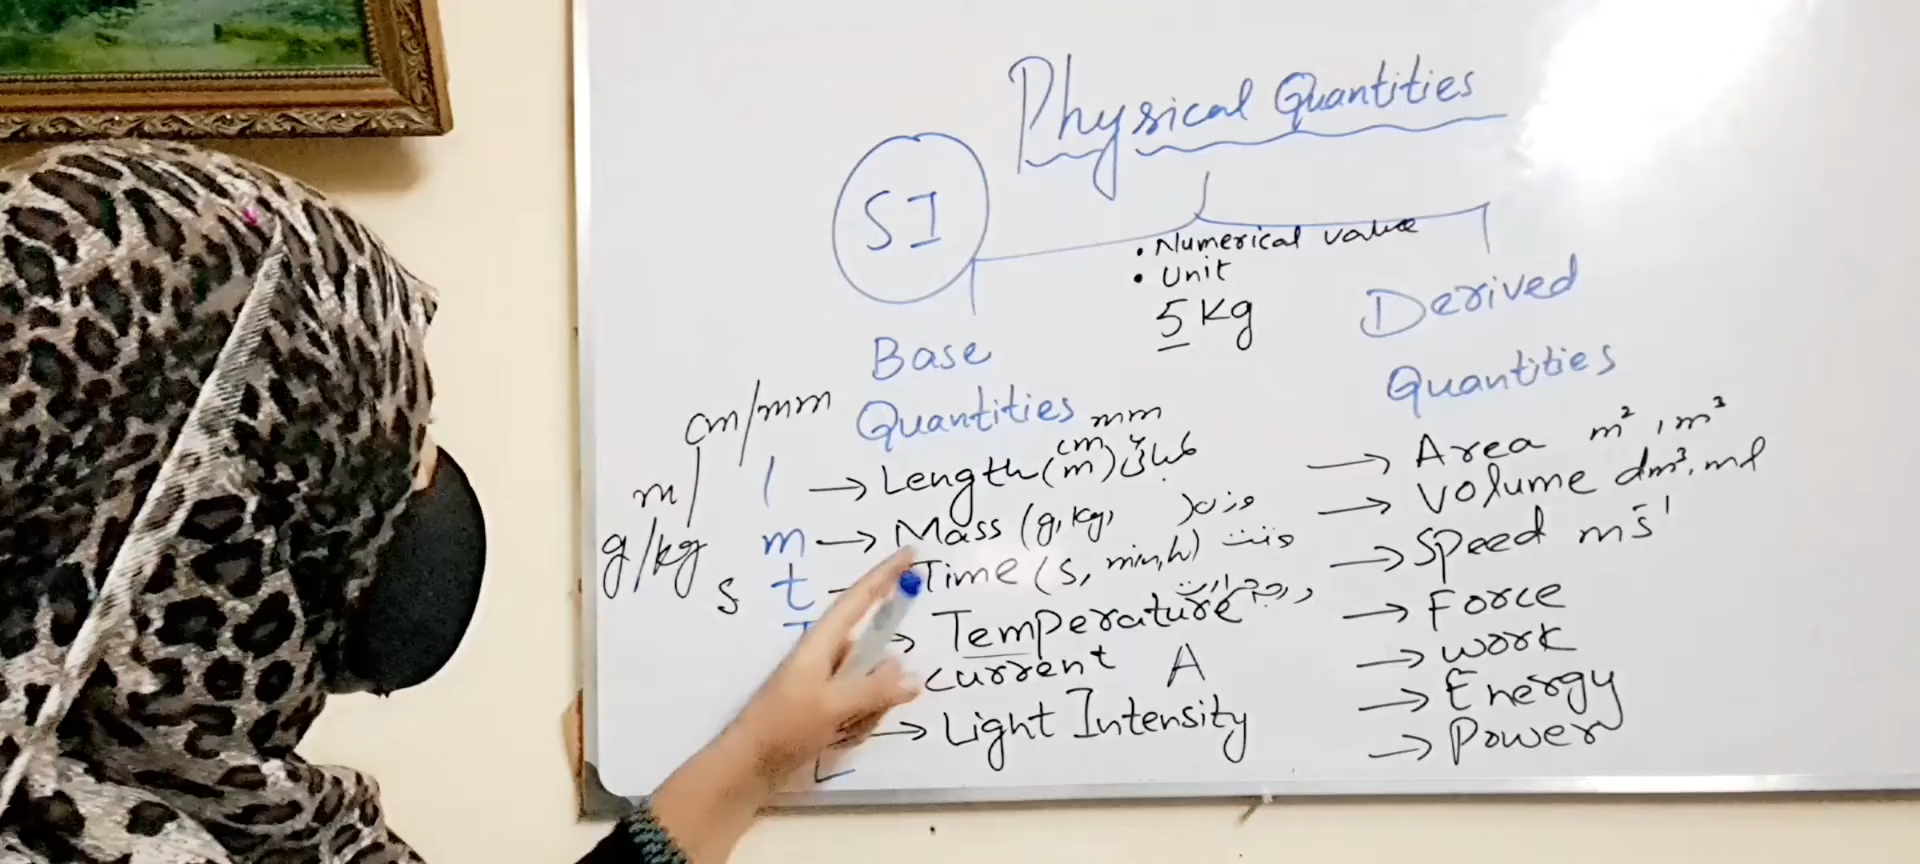 Physical Quantities
SI
• Numerical value
• Unit
5 Kg
Base
Quantities
Derived
Quantities
cm/mm
mm
cm
m/ l → Length (m) لمبائی
g/kg m → Mass (g, kg, ) وزن
s t → Time (s, min, h) وقت
T → Temperature درجہ حرارت
current A
→ Light Intensity
→ Area m², m³
→ Volume dm³, ml
→ Speed ms⁻¹
→ Force
→ work
→ Energy
→ Power